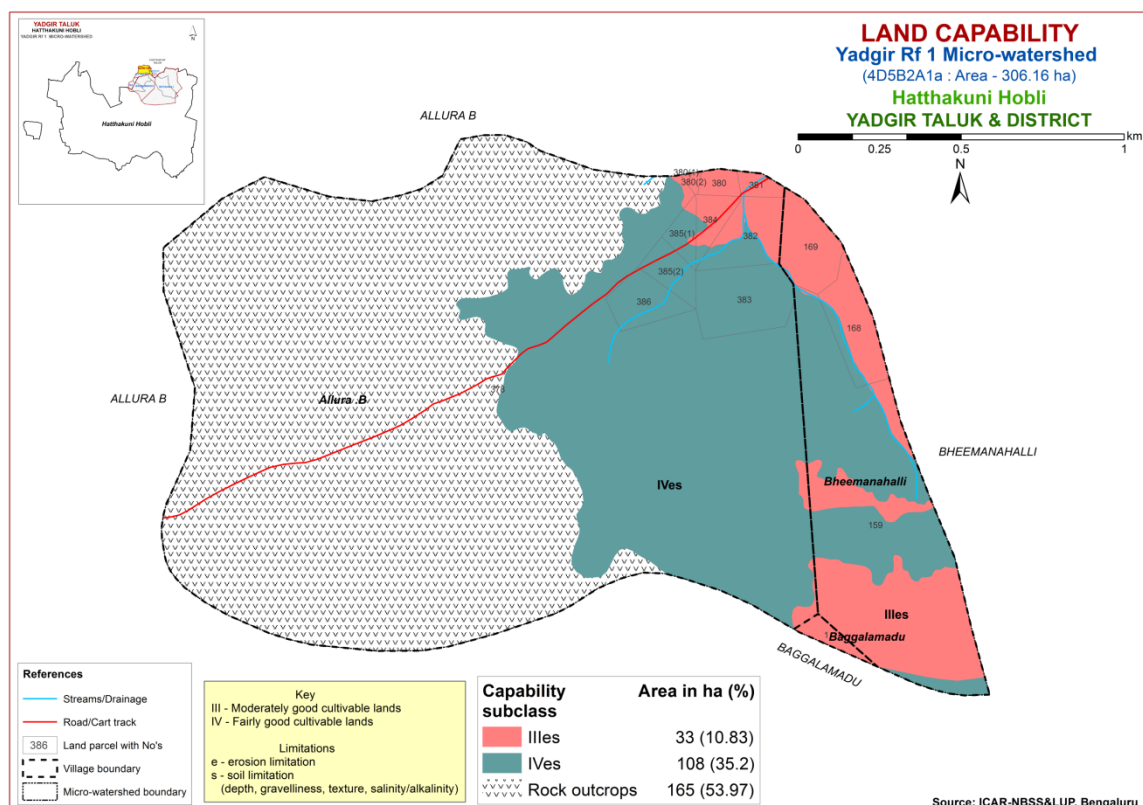 YADGIR TALUK
HATTHAKUNI HOBLI
YADGIR Rf 1 MICRO-WATERSHED
N
Hatthakuni Hobli
LAND CAPABILITY
Yadgir Rf 1 Micro-watershed
(4D5B2A1a : Area - 306.16 ha)
Hatthakuni Hobli
YADGIR TALUK & DISTRICT
km
0 0.25 0.5 1
N
ALLURA B
380(1)
380(2) 380 381
384
385(1) 382
169
385(2)
386 383
168
ALLURA B
Allura .B
BHEEMANAHALLI
Bheemanahalli
IVes
159
IIIes
Baggalamadu
BAGGALAMADU
References
Streams/Drainage
Road/Cart track
386 Land parcel with No's
Village boundary
Micro-watershed boundary
Key
III - Moderately good cultivable lands
IV - Fairly good cultivable lands
Limitations
e - erosion limitation
s - soil limitation
(depth, gravelliness, texture, salinity/alkalinity)
Capability subclass Area in ha (%)
IIIes 33 (10.83)
IVes 108 (35.2)
Rock outcrops 165 (53.97)
Source: ICAR-NBSS&LUP, Bengaluru